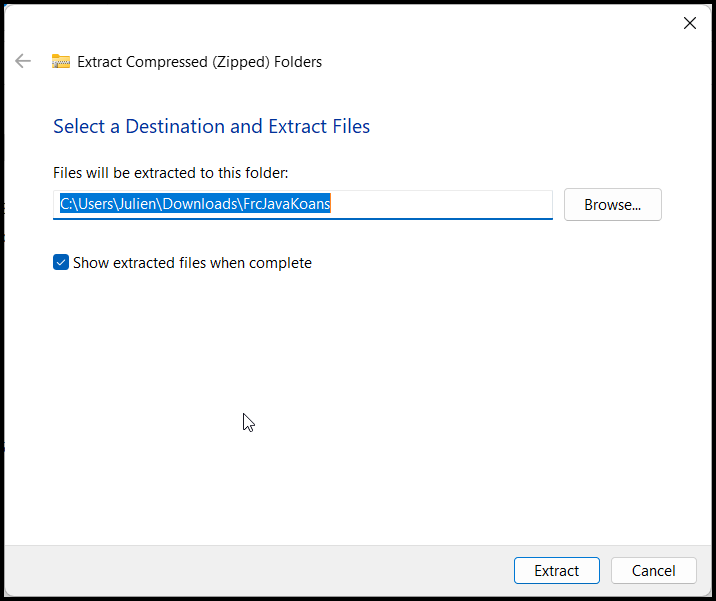 Extract Compressed (Zipped) Folders
Select a Destination and Extract Files
Files will be extracted to this folder:
C:\Users\Julien\Downloads\FrcJavaKoans
Browse...
Show extracted files when complete
Extract
Cancel